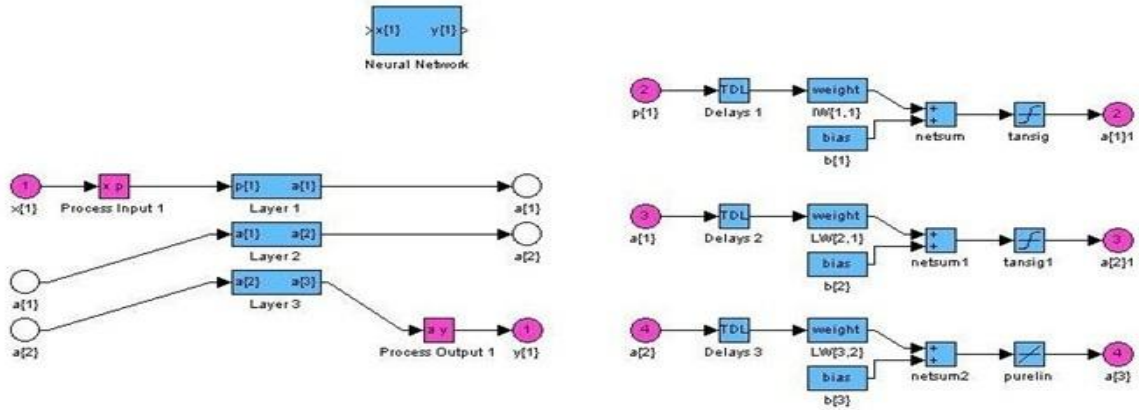 x{1} y{1}
Neural Network
1
x{1}
x p
Process Input 1
p{1} a{1}
Layer 1
a{1}
a{1} a{2}
Layer 2
a{2}
a{1}
a{2} a{3}
Layer 3
a{2}
a y
Process Output 1
1
y{1}
2
p{1}
TDL
Delays 1
weight
IW{1,1}
bias
b{1}
+
+
netsum
tansig
2
a{1}1
3
a{1}
TDL
Delays 2
weight
LW{2,1}
bias
b{2}
+
+
netsum1
tansig1
3
a{2}1
4
a{2}
TDL
Delays 3
weight
LW{3,2}
bias
b{3}
+
+
netsum2
purelin
4
a{3}